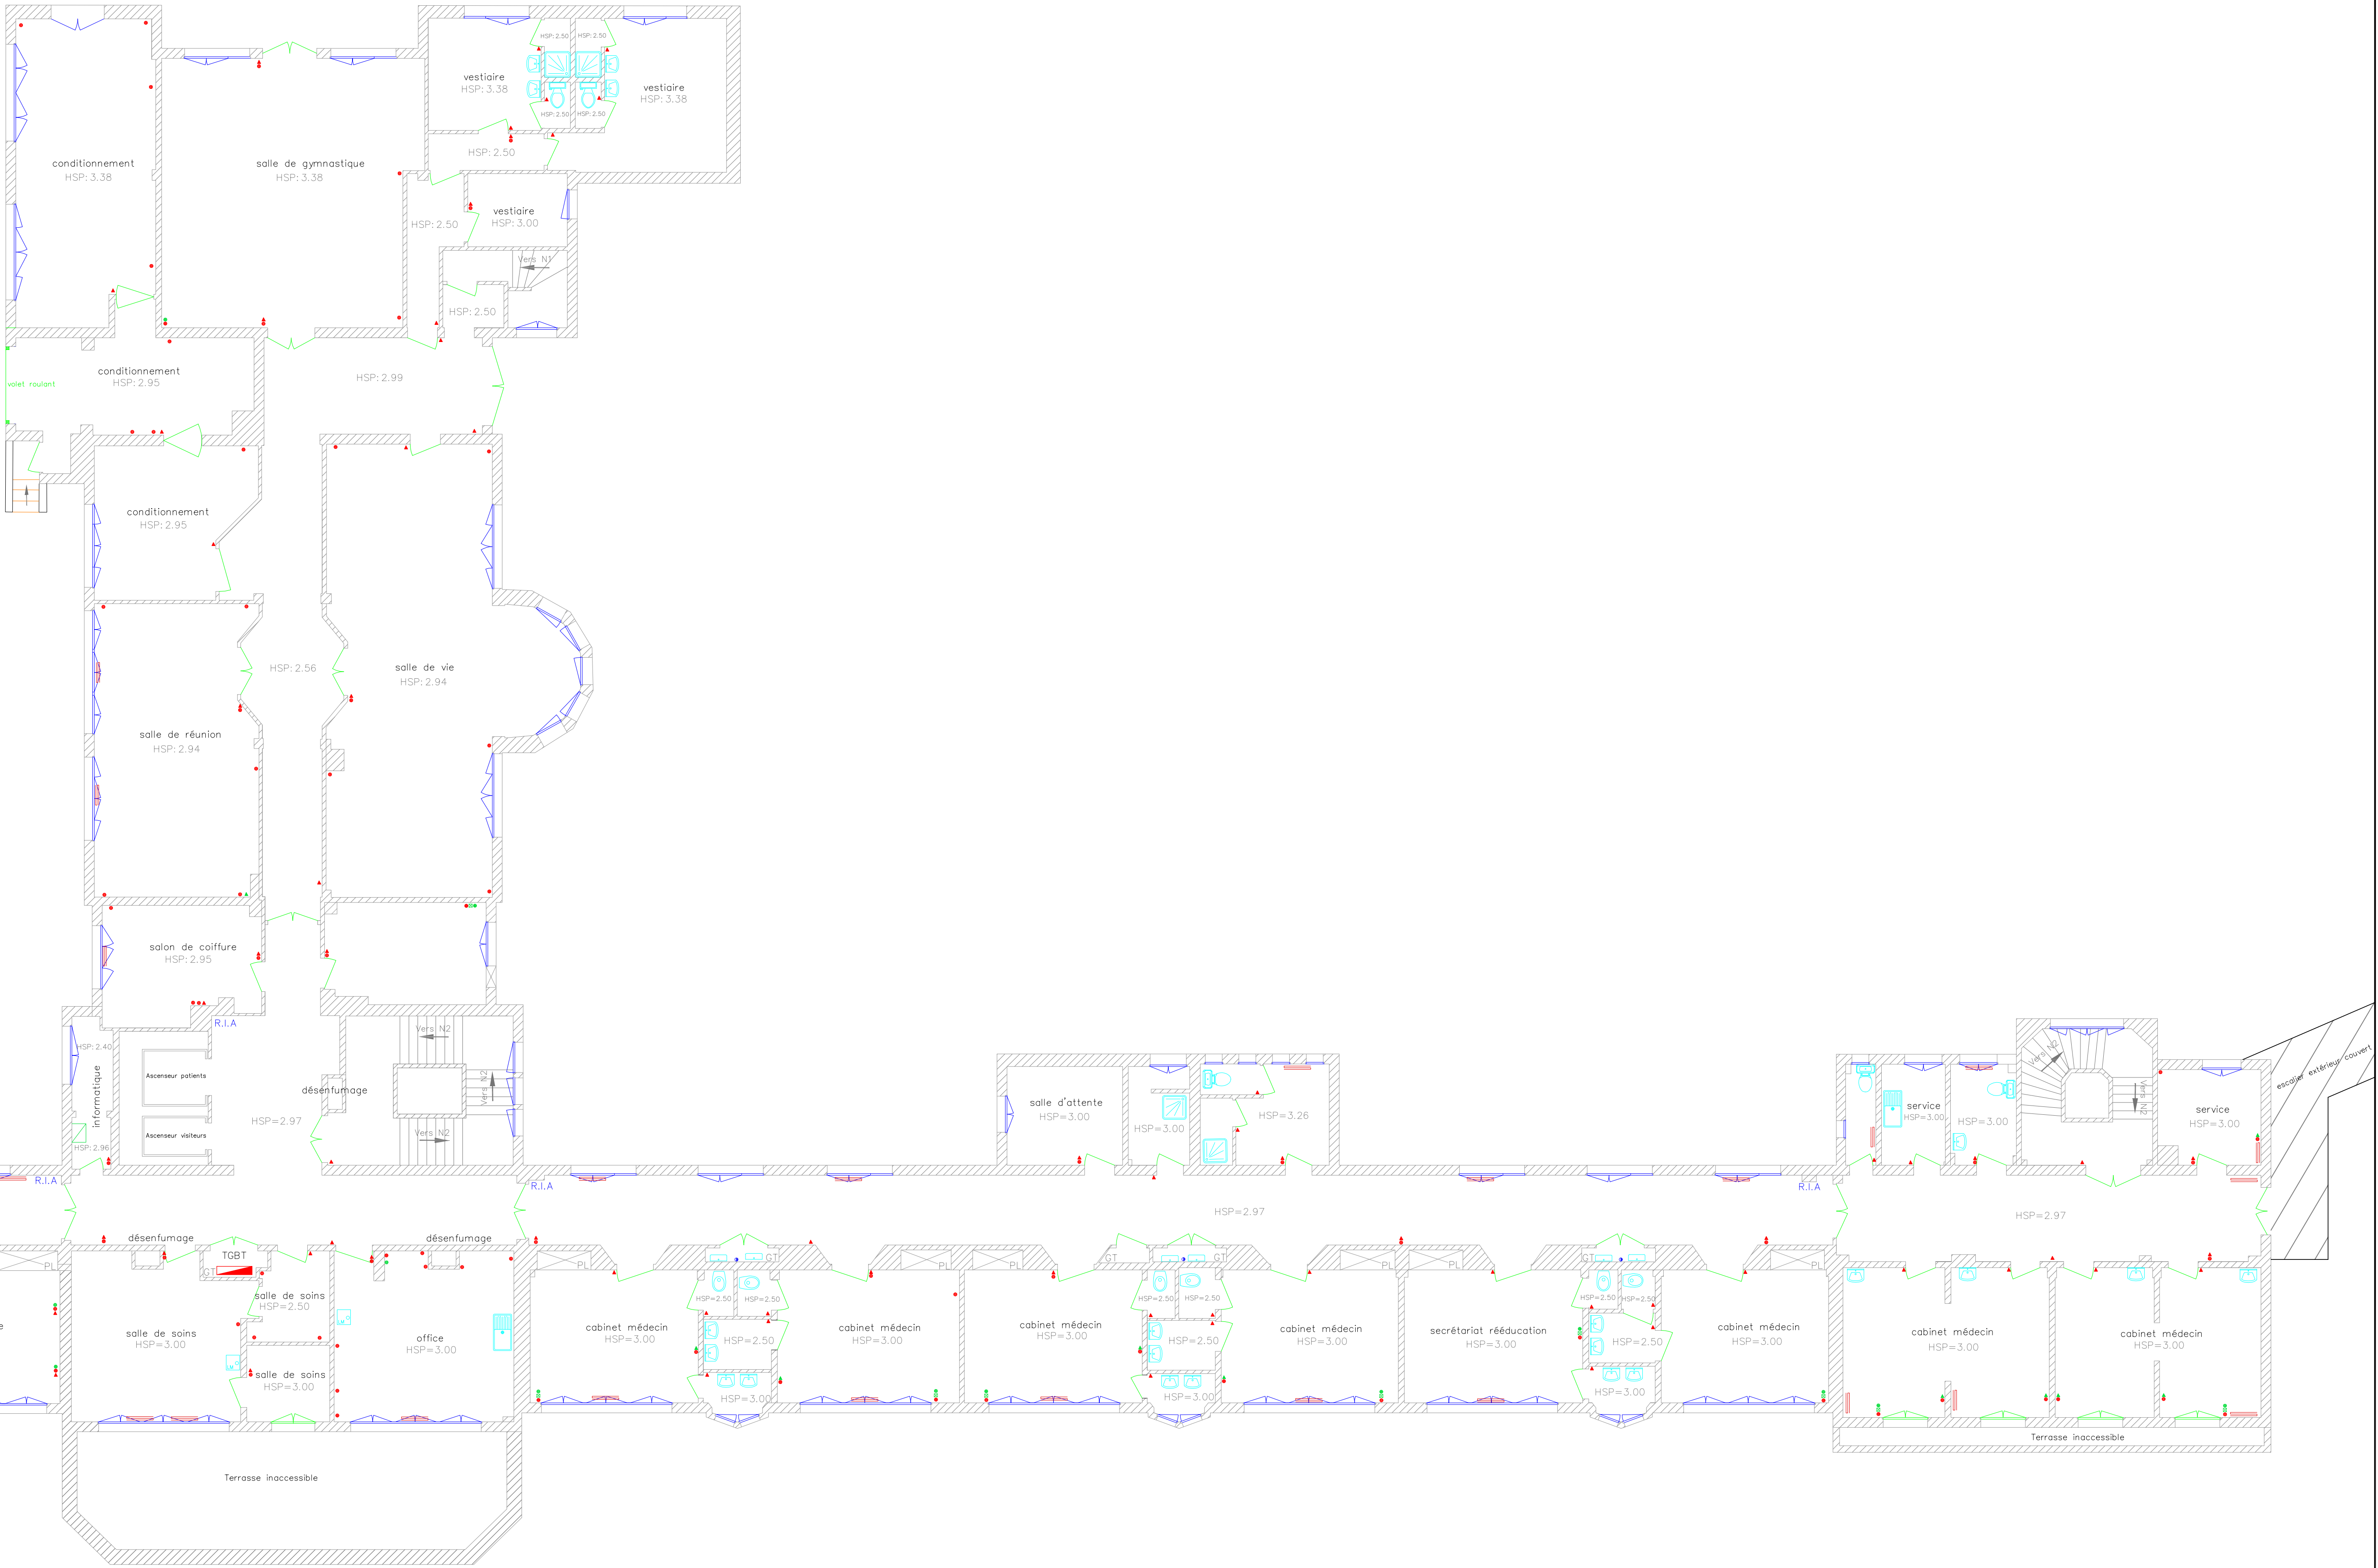 HSP: 2.50
HSP: 2.50
vestiaire
HSP: 3.38
vestiaire
HSP: 3.38
HSP: 2.50
HSP: 2.50
HSP: 2.50
conditionnement
HSP: 3.38
salle de gymnastique
HSP: 3.38
vestiaire
HSP: 3.00
HSP: 2.50
Vers N1
HSP: 2.50
conditionnement
HSP: 2.95
HSP: 2.99
volet roulant
conditionnement
HSP: 2.95
HSP: 2.56
salle de vie
HSP: 2.94
salle de réunion
HSP: 2.94
salon de coiffure
HSP: 2.95
R.I.A
Vers N2
HSP: 2.40
informatique
Ascenseur patients
désenfumage
Vers N2
HSP=2.97
Ascenseur visiteurs
Vers N2
HSP: 2.96
salle d'attente
HSP=3.00
HSP=3.00
HSP=3.26
service
HSP=3.00
HSP=3.00
Vers N2
Vers N2
service
HSP=3.00
escalier extérieur couvert
R.I.A
R.I.A
R.I.A
HSP=2.97
HSP=2.97
désenfumage
désenfumage
TGBT
GT
PL
PL
GT
PL
PL
GT
GT
PL
PL
GT
PL
salle de soins
HSP=2.50
HSP=2.50
HSP=2.50
HSP=2.50
HSP=2.50
HSP=2.50
HSP=2.50
e
salle de soins
HSP=3.00
LM
LM
office
HSP=3.00
cabinet médecin
HSP=3.00
HSP=2.50
cabinet médecin
HSP=3.00
cabinet médecin
HSP=3.00
HSP=2.50
cabinet médecin
HSP=3.00
secrétariat rééducation
HSP=3.00
HSP=2.50
cabinet médecin
HSP=3.00
cabinet médecin
HSP=3.00
cabinet médecin
HSP=3.00
salle de soins
HSP=3.00
HSP=3.00
HSP=3.00
HSP=3.00
Terrasse inaccessible
Terrasse inaccessible